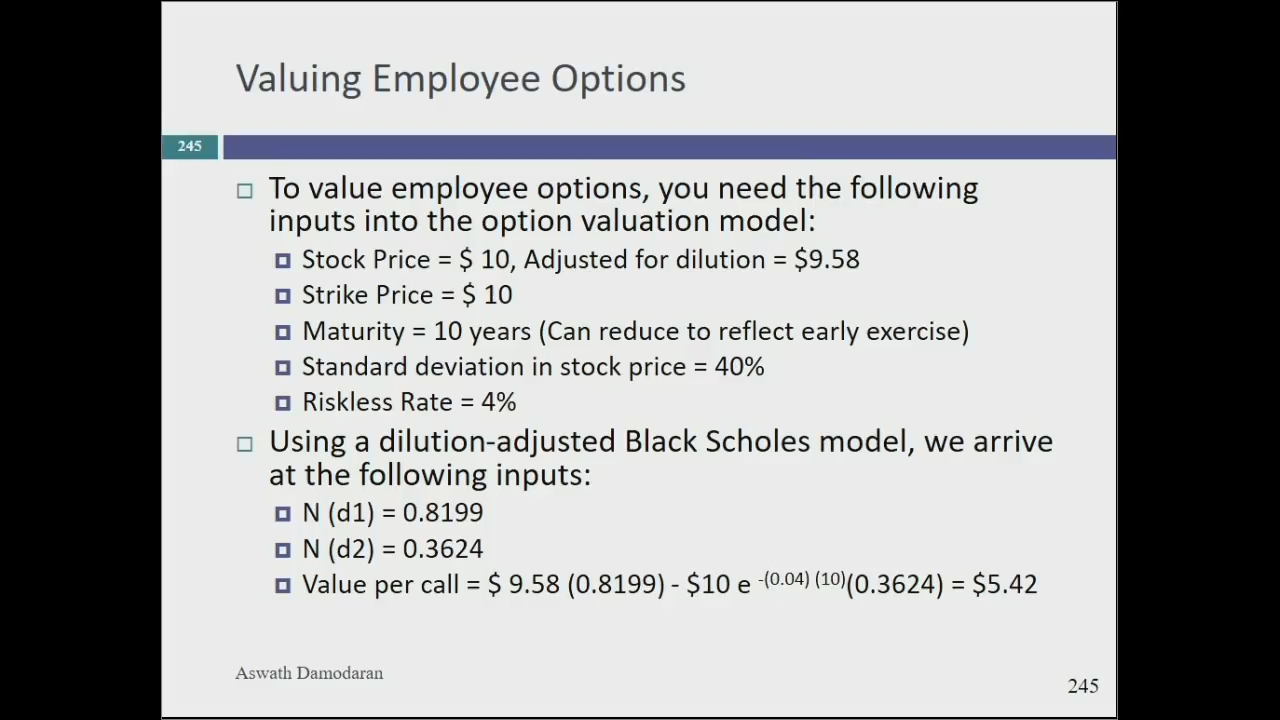 Valuing Employee Options
245
To value employee options, you need the following
inputs into the option valuation model:
Stock Price = $ 10, Adjusted for dilution = $9.58
Strike Price = $ 10
Maturity = 10 years (Can reduce to reflect early exercise)
Standard deviation in stock price = 40%
Riskless Rate = 4%
Using a dilution-adjusted Black Scholes model, we arrive
at the following inputs:
N (d1) = 0.8199
N (d2) = 0.3624
Value per call = $ 9.58 (0.8199) - $10 e -(0.04) (10)(0.3624) = $5.42
Aswath Damodaran
245